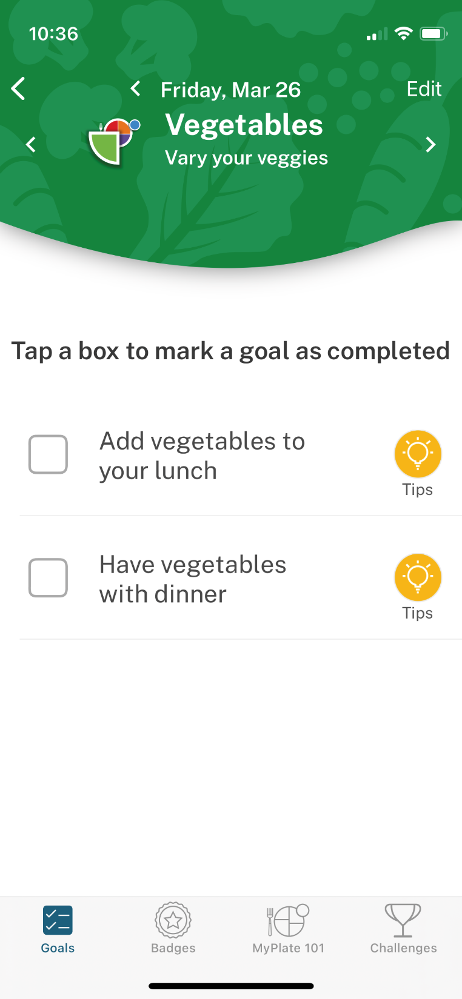 10:36
Friday, Mar 26
Edit
Vegetables
Vary your veggies
Tap a box to mark a goal as completed
Add vegetables to
your lunch
Tips
Have vegetables
with dinner
Tips
Goals
Badges
MyPlate 101
Challenges